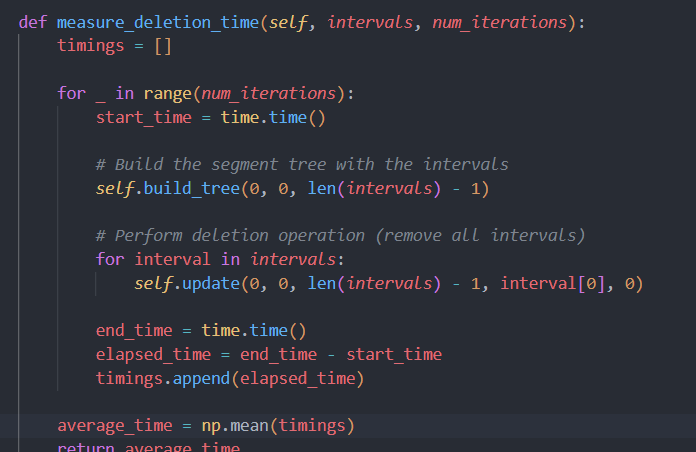 def measure_deletion_time(self, intervals, num_iterations):
    timings = []
    for _ in range(num_iterations):
        start_time = time.time()
        # Build the segment tree with the intervals
        self.build_tree(0, 0, len(intervals) - 1)
        # Perform deletion operation (remove all intervals)
        for interval in intervals:
            self.update(0, 0, len(intervals) - 1, interval[0], 0)
        end_time = time.time()
        elapsed_time = end_time - start_time
        timings.append(elapsed_time)
    average_time = np.mean(timings)
    return average_time